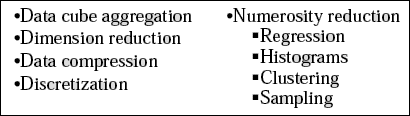 •Data cube aggregation
•Dimension reduction
•Data compression
•Discretization
•Numerosity reduction
▪Regression
▪Histograms
▪Clustering
▪Sampling